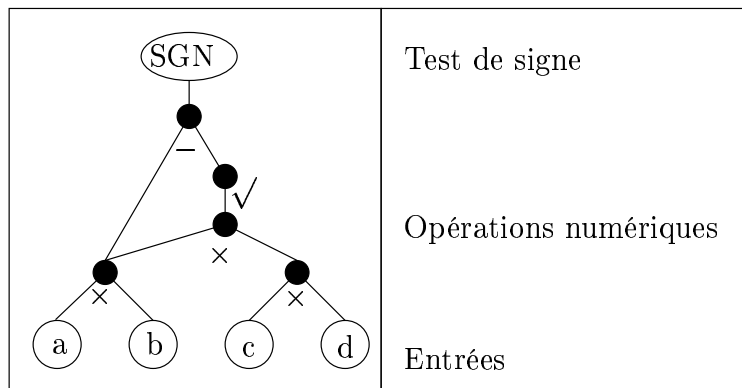 SGN
Test de signe
−
√
Opérations numériques
×
×
×
a b c d
Entrées